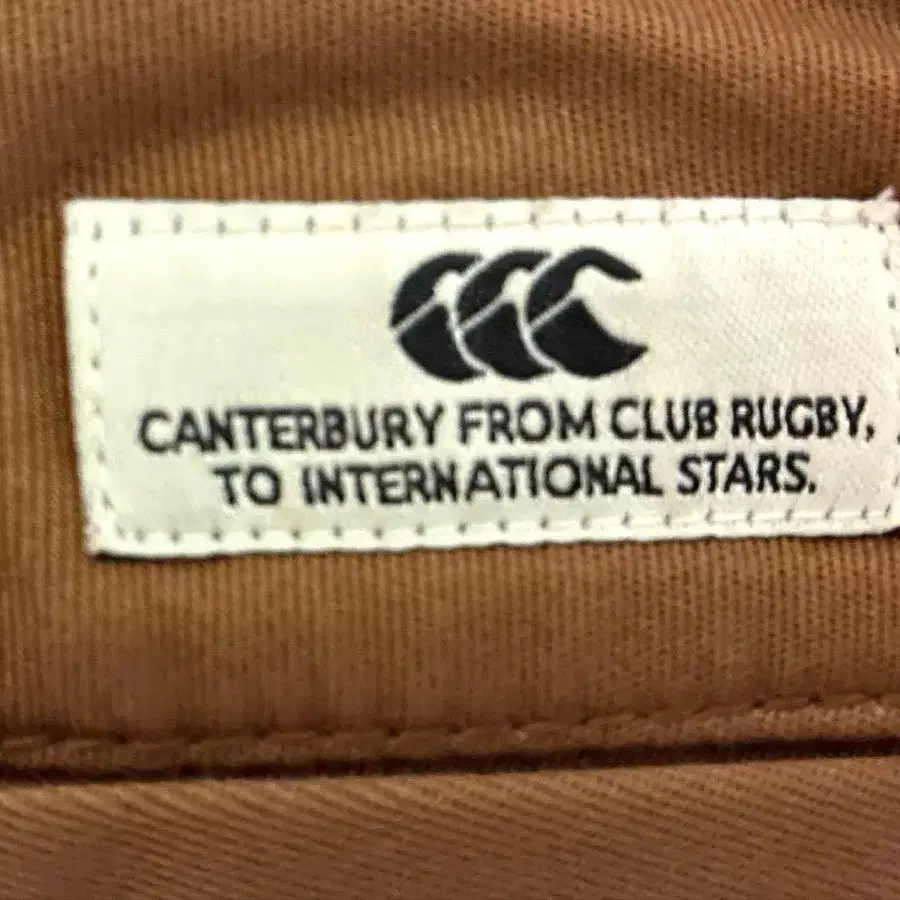 CANTERBURY FROM CLUB RUGBY,
TO INTERNATIONAL STARS.